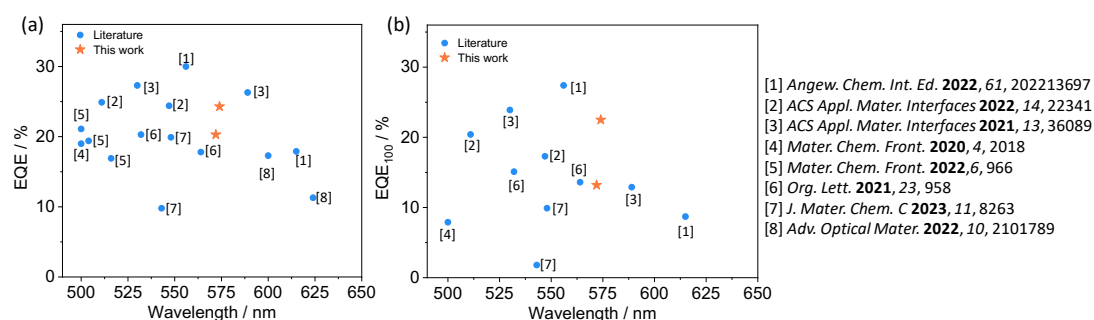 (a)
Literature
This work
[1]
[3]
[2]
[2]
[3]
[5]
[5]
[4]
[5]
[6]
[7]
[6]
[8]
[1]
[8]
[7]
EQE / %
0
10
20
30
500
525
550
575
600
625
650
Wavelength / nm
(b)
Literature
This work
[1]
[3]
[2]
[2]
[6]
[6]
[3]
[7]
[4]
[1]
[7]
EQE100 / %
0
10
20
30
500
525
550
575
600
625
650
Wavelength / nm
[1] Angew. Chem. Int. Ed. 2022, 61, 202213697
[2] ACS Appl. Mater. Interfaces 2022, 14, 22341
[3] ACS Appl. Mater. Interfaces 2021, 13, 36089
[4] Mater. Chem. Front. 2020, 4, 2018
[5] Mater. Chem. Front. 2022,6, 966
[6] Org. Lett. 2021, 23, 958
[7] J. Mater. Chem. C 2023, 11, 8263
[8] Adv. Optical Mater. 2022, 10, 2101789